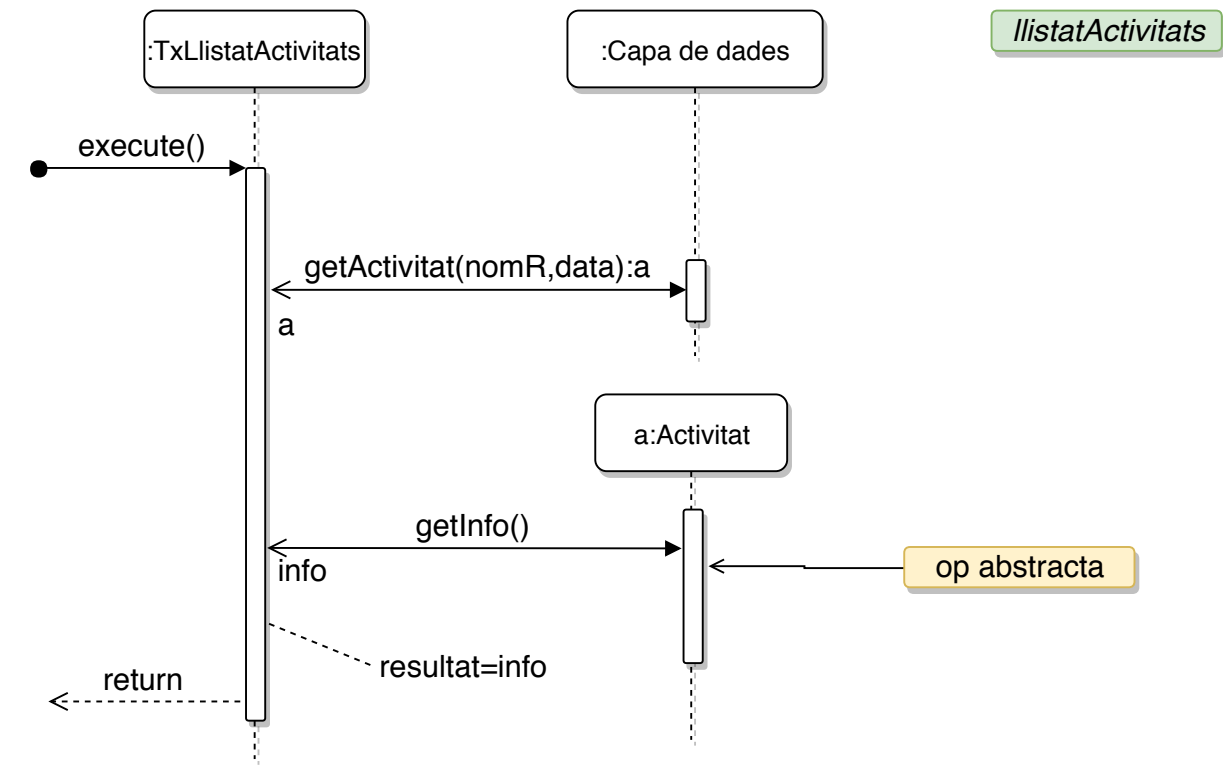 :TxLlistatActivitats
:Capa de dades
llistatActivitats
execute()
getActivitat(nomR,data):a
a
a:Activitat
getInfo()
info
op abstracta
resultat=info
return